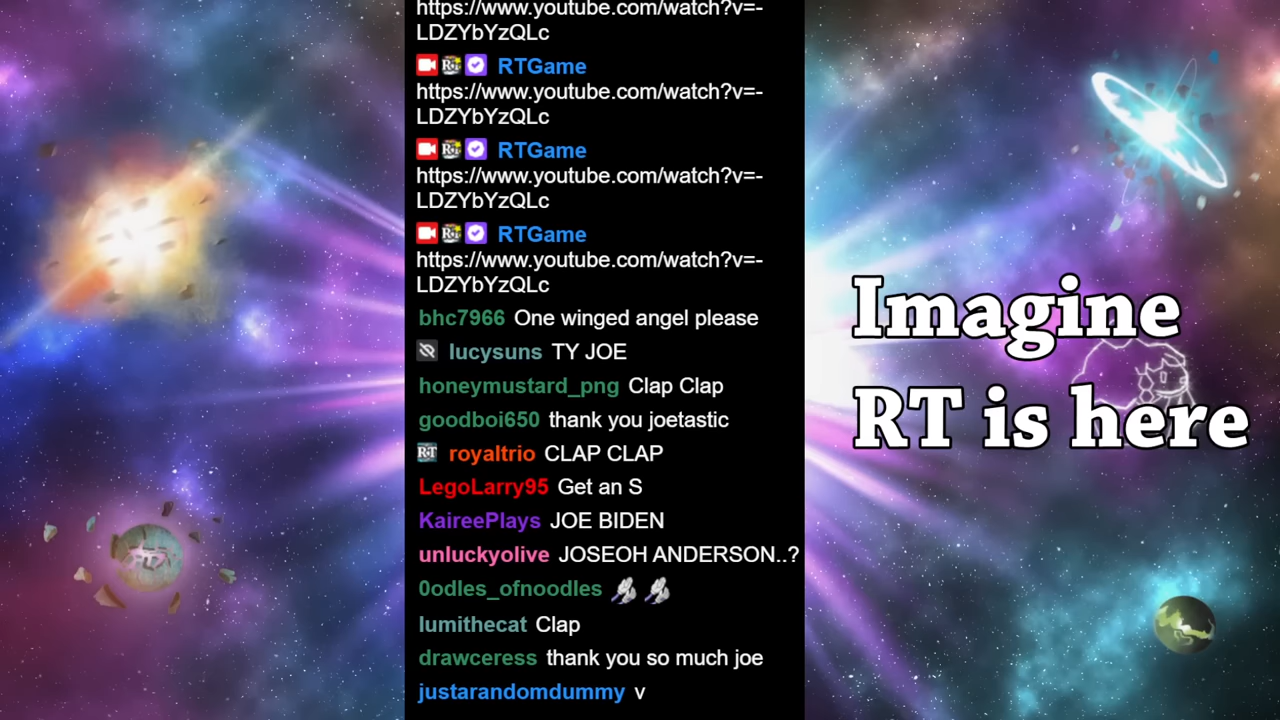 https://www.youtube.com/watch?v=-
LDZYbYzQLc
RTGame
https://www.youtube.com/watch?v=-
LDZYbYzQLc
RTGame
https://www.youtube.com/watch?v=-
LDZYbYzQLc
RTGame
https://www.youtube.com/watch?v=-
LDZYbYzQLc
bhc7966 One winged angel please
lucysuns TY JOE
honeymustard_png Clap Clap
goodboi650 thank you joetastic
royaltrio CLAP CLAP
LegoLarry95 Get an S
KaireePlays JOE BIDEN
unluckyolive JOSEOH ANDERSON..?
0odles_ofnoodles
lumithecat Clap
drawceress thank you so much joe
justarandomdummy v
Imagine
RT is here